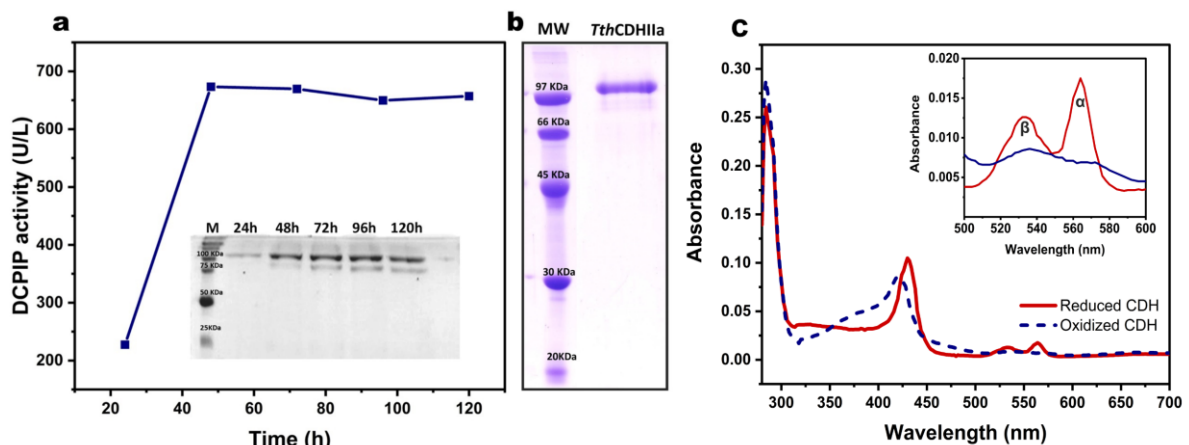 a
DCPIP activity (U/L)
700
600
500
400
300
200
20
40
60
80
100
120
Time (h)
M 24h 48h 72h 96h 120h
100 KDa
75 KDa
50 KDa
25KDa
b
MW TthCDHIIa
97 KDa
66 KDa
45 KDa
30 KDa
20KDa
c
Absorbance
0.30
0.25
0.20
0.15
0.10
0.05
0.00
300 350 400 450 500 550 600 650 700
Wavelength (nm)
Reduced CDH
Oxidized CDH
Absorbance
0.020
0.015
0.010
0.005
500 520 540 560 580 600
Wavelength (nm)
β
α